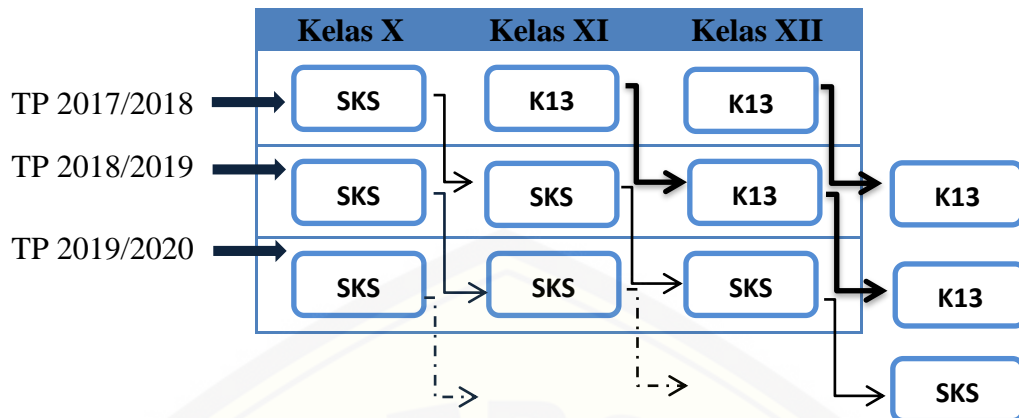 Kelas X Kelas XI Kelas XII
TP 2017/2018 SKS K13 K13
TP 2018/2019 SKS SKS K13 K13
TP 2019/2020 SKS SKS SKS K13
SKS